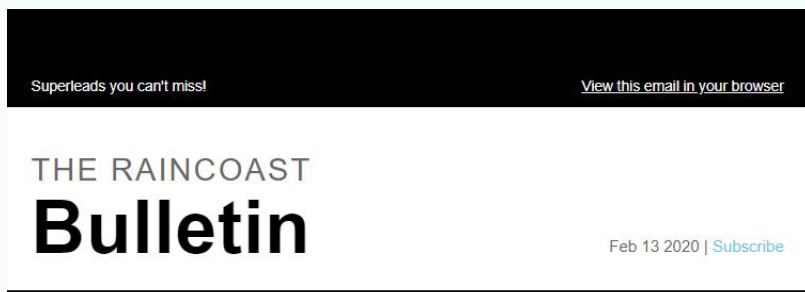 Superleads you can't miss!
View this email in your browser
THE RAINCOAST
Bulletin
Feb 13 2020 | Subscribe